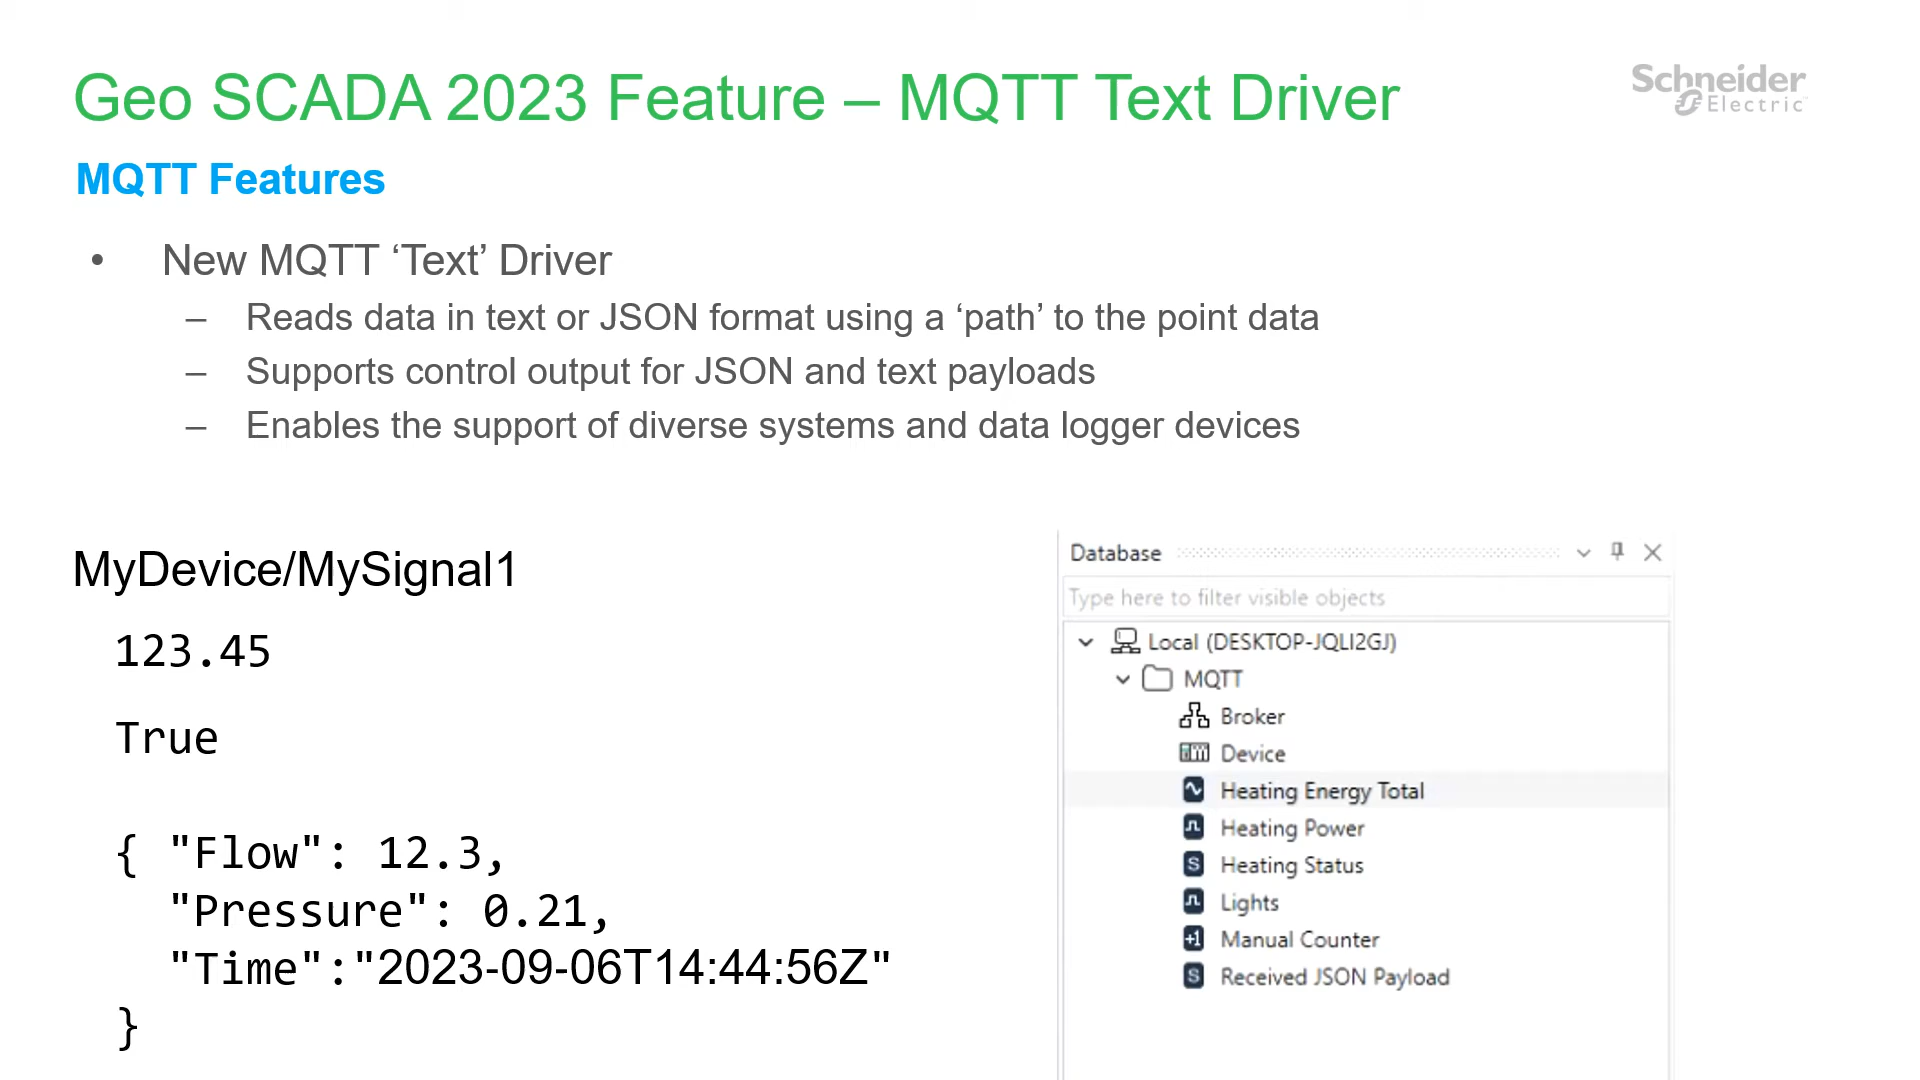 Geo SCADA 2023 Feature – MQTT Text Driver
Schneider
Electric
MQTT Features
• New MQTT ‘Text’ Driver
– Reads data in text or JSON format using a ‘path’ to the point data
– Supports control output for JSON and text payloads
– Enables the support of diverse systems and data logger devices
MyDevice/MySignal1
123.45
True
{ "Flow": 12.3,
"Pressure": 0.21,
"Time":"2023-09-06T14:44:56Z"
}
Database
Type here to filter visible objects
Local (DESKTOP-JQLI2GJ)
MQTT
Broker
Device
Heating Energy Total
Heating Power
S Heating Status
Lights
+1 Manual Counter
S Received JSON Payload